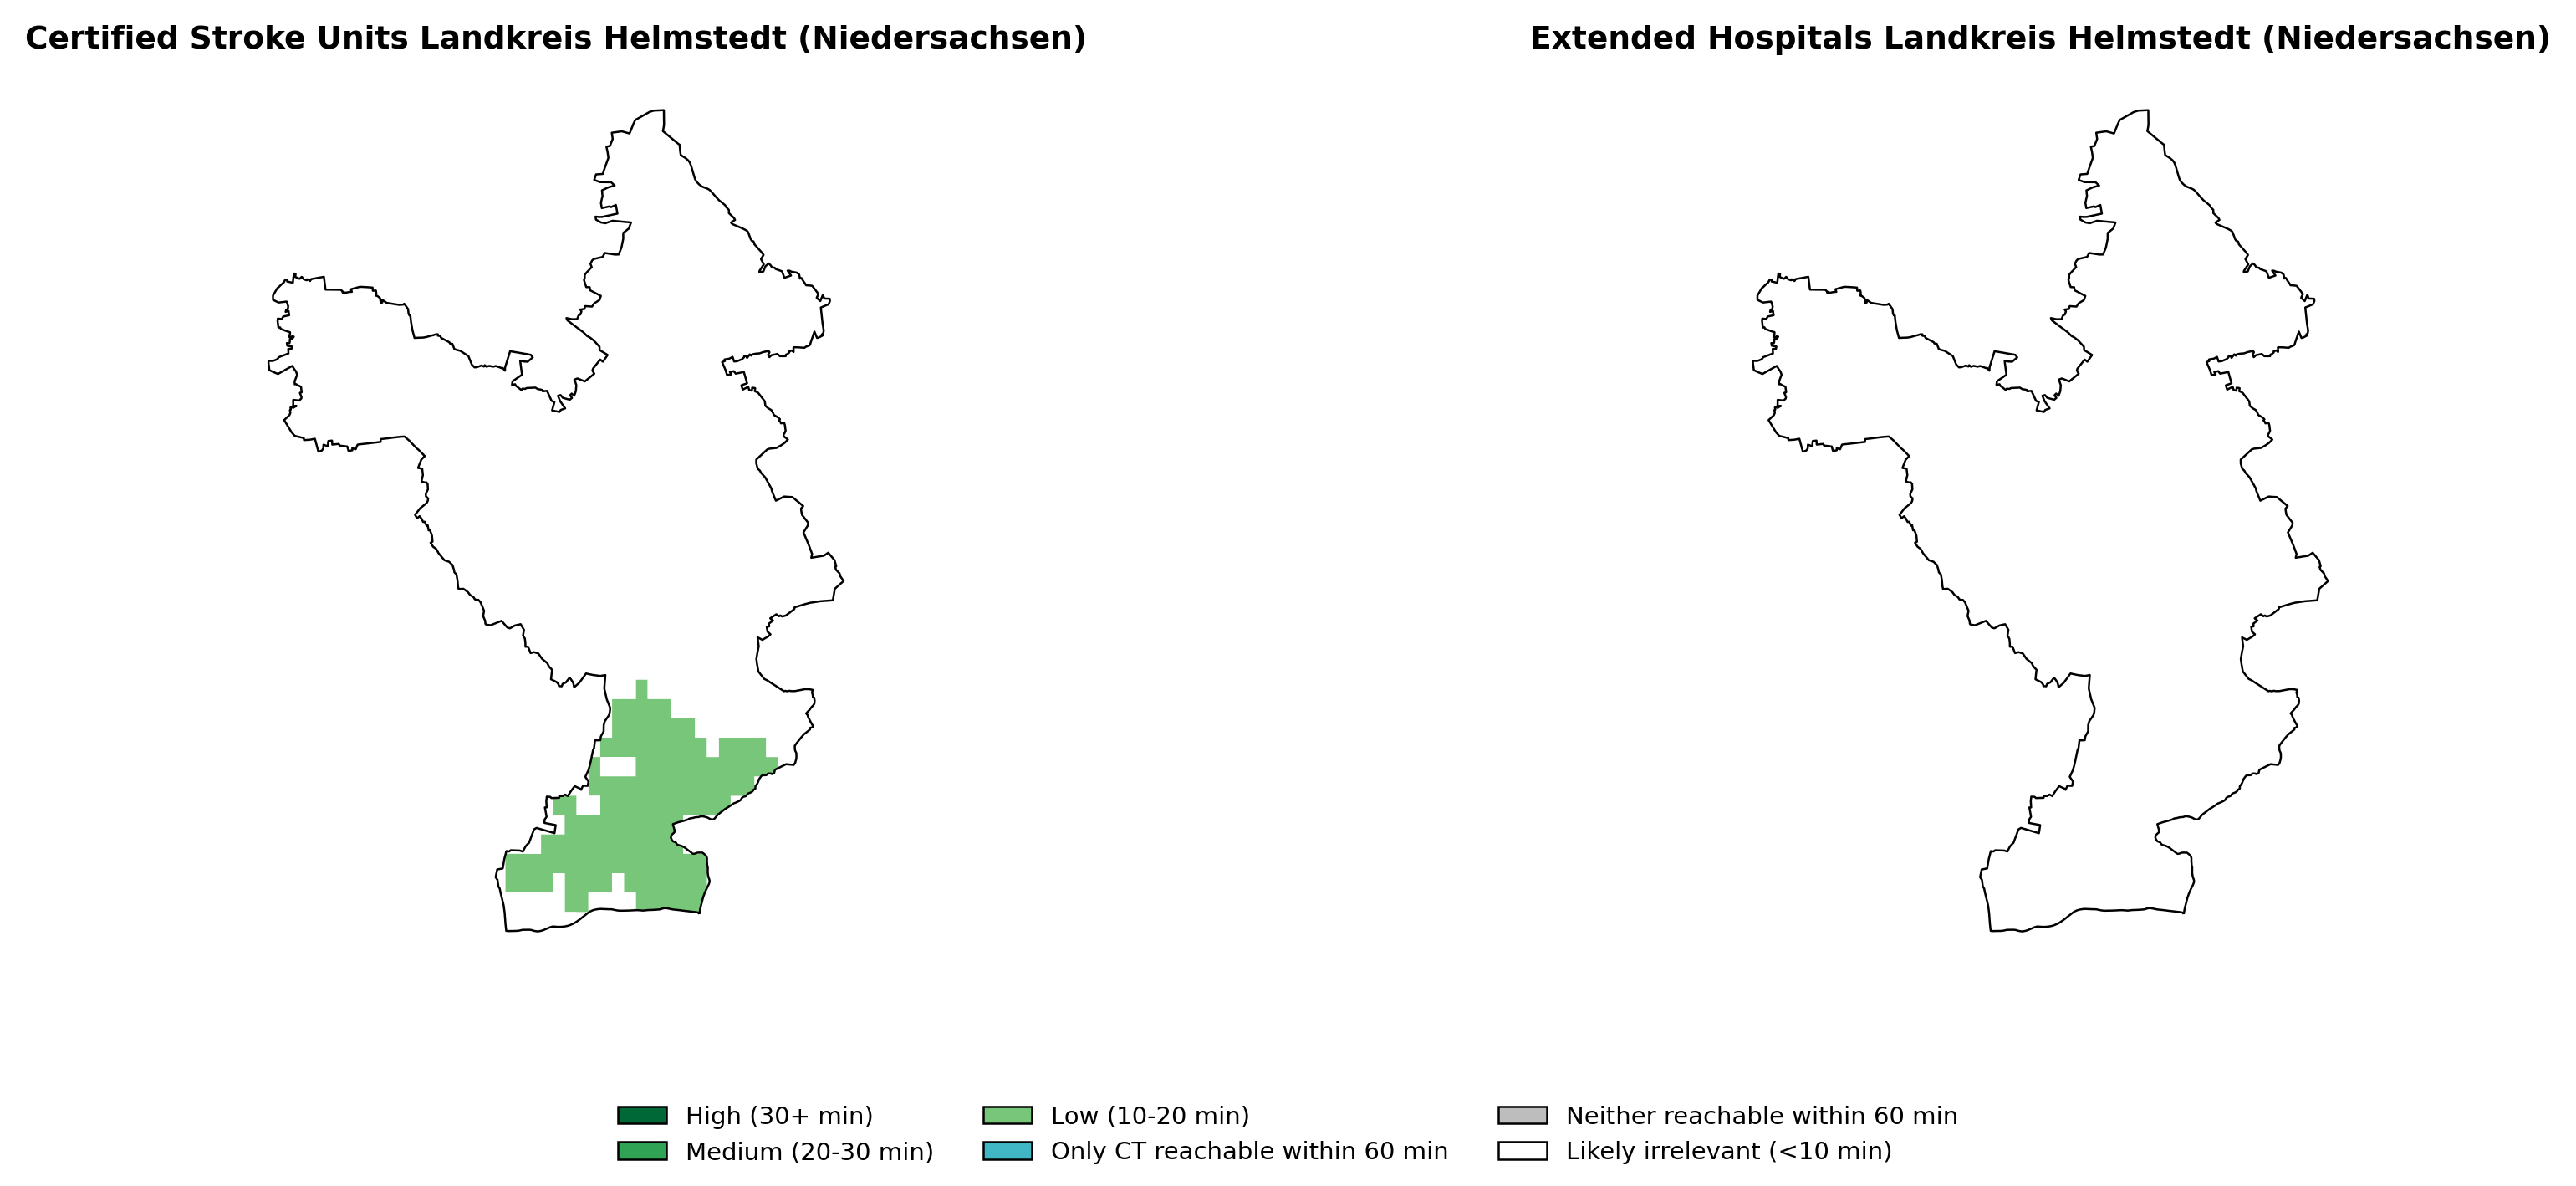 Certified Stroke Units Landkreis Helmstedt (Niedersachsen)
Extended Hospitals Landkreis Helmstedt (Niedersachsen)
High (30+ min)
Medium (20-30 min)
Low (10-20 min)
Only CT reachable within 60 min
Neither reachable within 60 min
Likely irrelevant (<10 min)